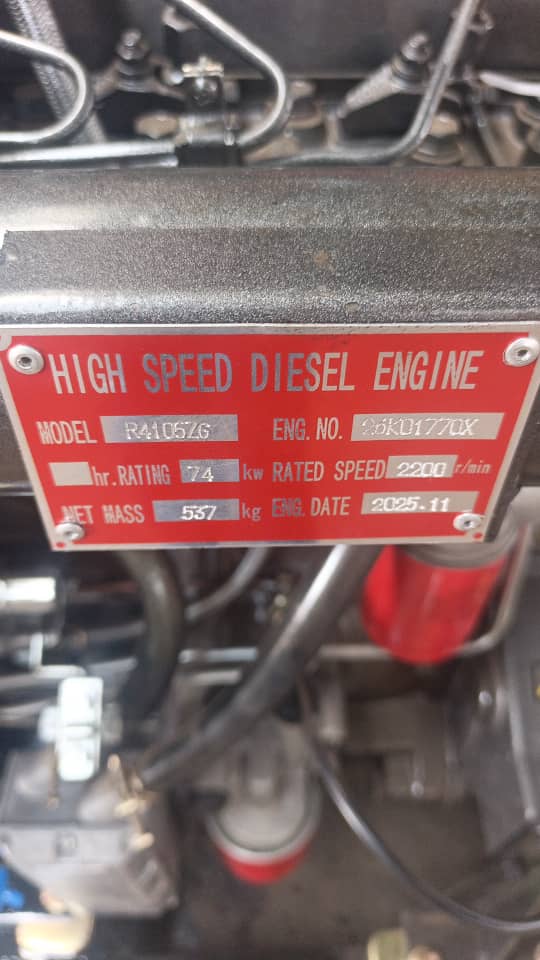 HIGH SPEED DIESEL ENGINE
MODEL R4105ZG ENG. NO. 26K01770X
hr. RATING 74 kw RATED SPEED 2200 r/min
NET MASS 537 kg ENG. DATE 2025.11